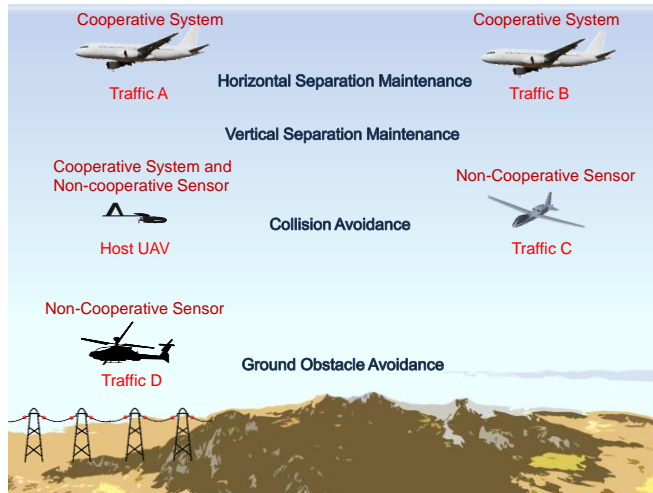 Cooperative System
Cooperative System
Traffic A
Horizontal Separation Maintenance
Traffic B
Vertical Separation Maintenance
Cooperative System and
Non-cooperative Sensor
Non-Cooperative Sensor
Host UAV
Collision Avoidance
Traffic C
Non-Cooperative Sensor
Traffic D
Ground Obstacle Avoidance